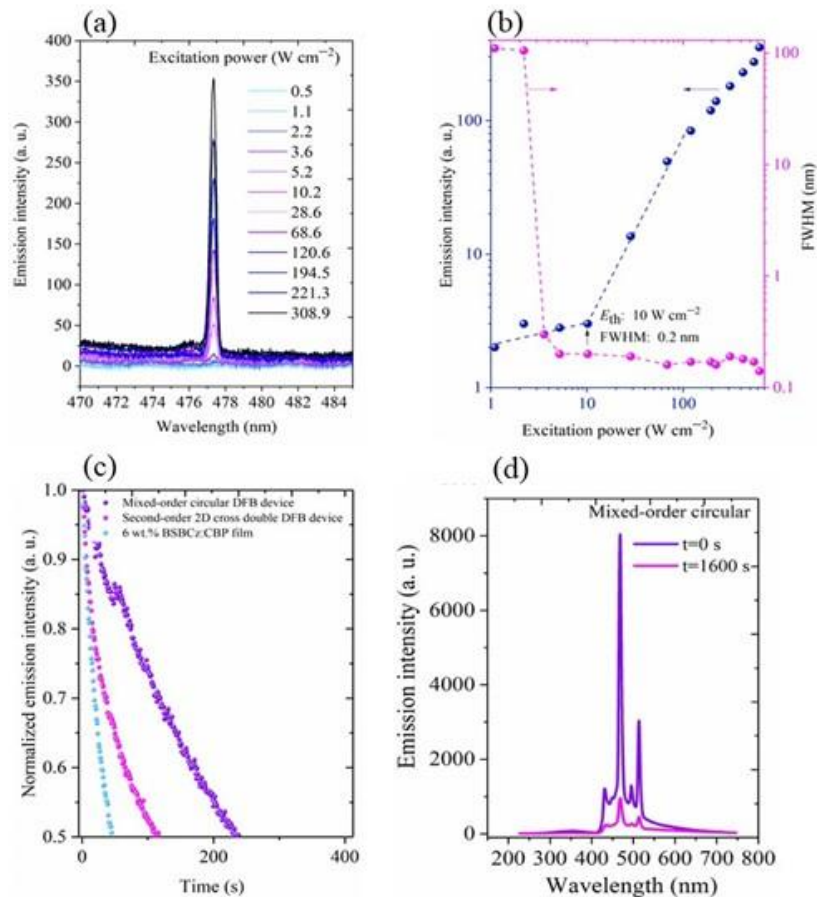 (a)
Excitation power (W cm−2)
0.5
1.1
2.2
3.6
5.2
10.2
28.6
68.6
120.6
194.5
221.3
308.9
400
350
300
250
200
150
100
50
0
Emission intensity (a. u.)
470 472 474 476 478 480 482 484
Wavelength (nm)
(b)
100
10
1
Emission intensity (a. u.)
100
10
1
0.1
FWHM (nm)
Eth: 10 W cm−2
FWHM: 0.2 nm
1 10 100
Excitation power (W cm−2)
(c)
Mixed-order circular DFB device
Second-order 2D cross double DFB device
6 wt.% BSBCz:CBP film
1.0
0.9
0.8
0.7
0.6
0.5
Normalized emission intensity (a. u.)
0 200 400
Time (s)
(d)
Mixed-order circular
t=0 s
t=1600 s
8000
6000
4000
2000
0
Emission intensity (a. u.)
200 300 400 500 600 700 800
Wavelength (nm)